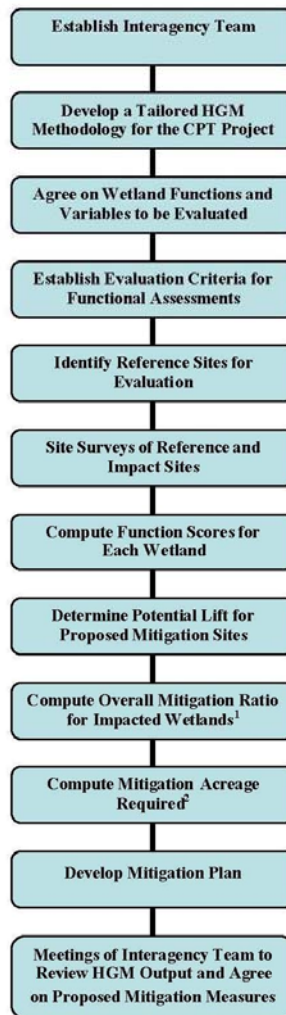 Establish Interagency Team
Develop a Tailored HGM
Methodology for the CPT Project
Agree on Wetland Functions and
Variables to be Evaluated
Establish Evaluation Criteria for
Functional Assessments
Identify Reference Sites for
Evaluation
Site Surveys of Reference and
Impact Sites
Compute Function Scores for
Each Wetland
Determine Potential Lift for
Proposed Mitigation Sites
Compute Overall Mitigation Ratio
for Impacted Wetlands¹
Compute Mitigation Acreage
Required²
Develop Mitigation Plan
Meetings of Interagency Team to
Review HGM Output and Agree
on Proposed Mitigation Measures